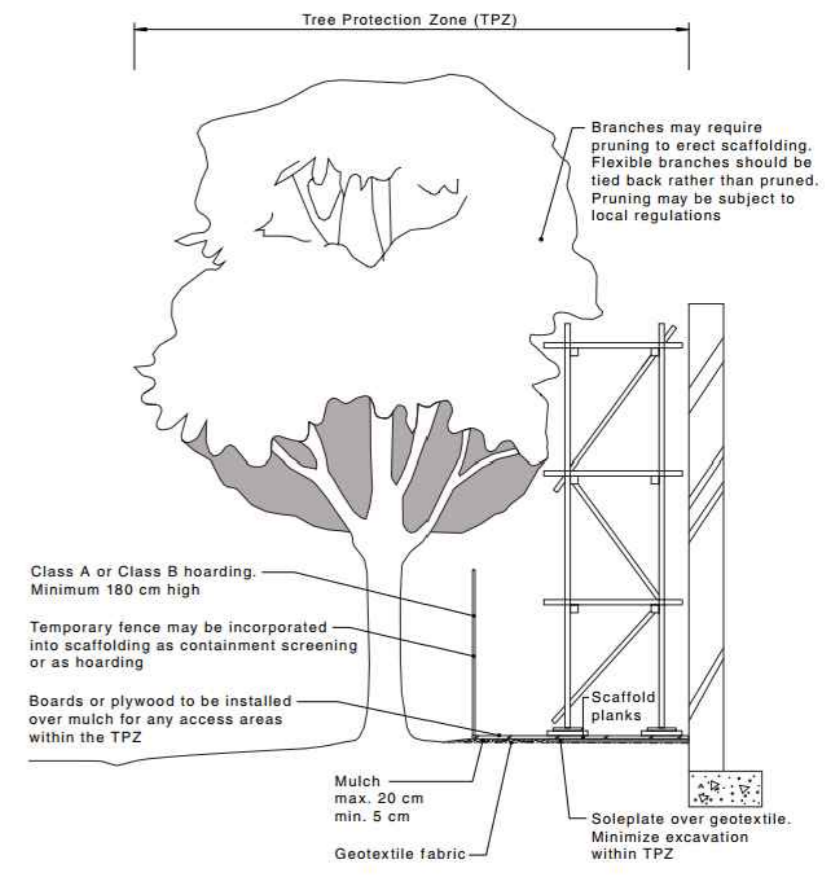 Tree Protection Zone (TPZ)
Branches may require
pruning to erect scaffolding.
Flexible branches should be
tied back rather than pruned.
Pruning may be subject to
local regulations
Class A or Class B hoarding.
Minimum 180 cm high
Temporary fence may be incorporated
into scaffolding as containment screening
or as hoarding
Boards or plywood to be installed
over mulch for any access areas
within the TPZ
Scaffold
planks
Mulch
max. 20 cm
min. 5 cm
Geotextile fabric
Soleplate over geotextile.
Minimize excavation
within TPZ